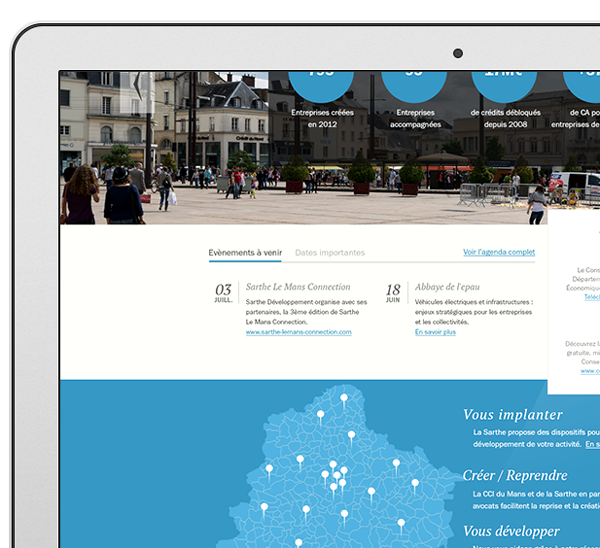 Entreprises créées
en 2012
Entreprises
accompagnées
de crédits débloqués
depuis 2008
de CA po
entreprises de
Crédit du Nord
Evènements à venir
Dates importantes
Voir l'agenda complet
03
JUILL.
Sarthe Le Mans Connection
Sarthe Développement organise avec ses
partenaires, la 3ème édition de Sarthe
Le Mans Connection.
www.sarthe-lemans-connection.com
18
JUIN
Abbaye de l'epau
Véhicules électriques et infrastructures :
enjeux stratégiques pour les entreprises
et les collectivités.
En savoir plus
Le Cons
Départem
Économiqu
Téléc
Découvrez l
gratuite, mi
Conse
www.c
Vous implanter
La Sarthe propose des dispositifs pou
développement de votre activité. En s
Créer / Reprendre
La CCI du Mans et de la Sarthe en par
avocats facilitent la reprise et la créati
Vous développer